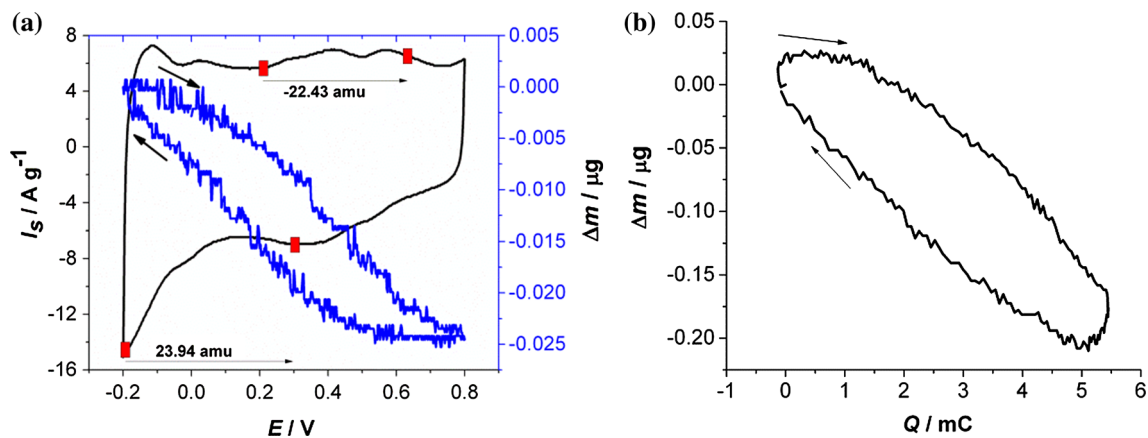 (a)
8
4
0
-4
-8
-12
-16
I_S / A g⁻¹
-0.2 0.0 0.2 0.4 0.6 0.8
E / V
0.005
0.000
-0.005
-0.010
-0.015
-0.020
-0.025
Δm / µg
-22.43 amu
23.94 amu
(b)
0.05
0.00
-0.05
-0.10
-0.15
-0.20
Δm / µg
-1 0 1 2 3 4 5 6
Q / mC